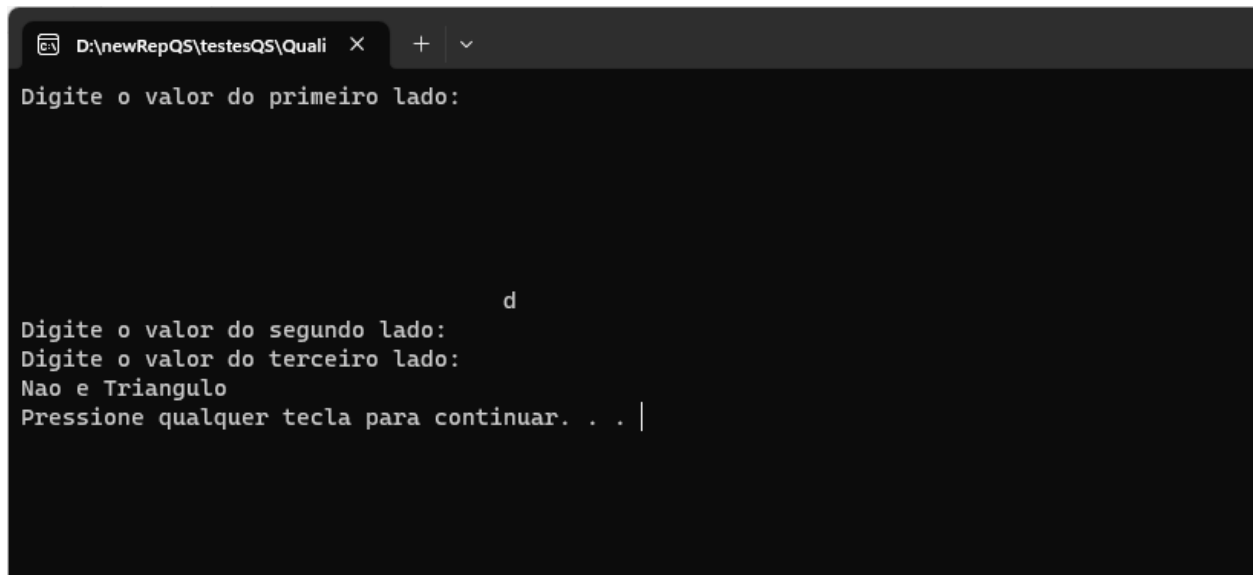 D:\newRepQS\testesQS\Quali
Digite o valor do primeiro lado:
d
Digite o valor do segundo lado:
Digite o valor do terceiro lado:
Nao e Triangulo
Pressione qualquer tecla para continuar. . .